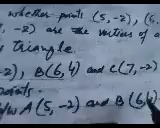 whether points (5,-2), (6,
, -2) are the vertices of a
triangle.
-2), B(6,4) and C(7,-2)
points.
A(5,-2) and B(6,4)